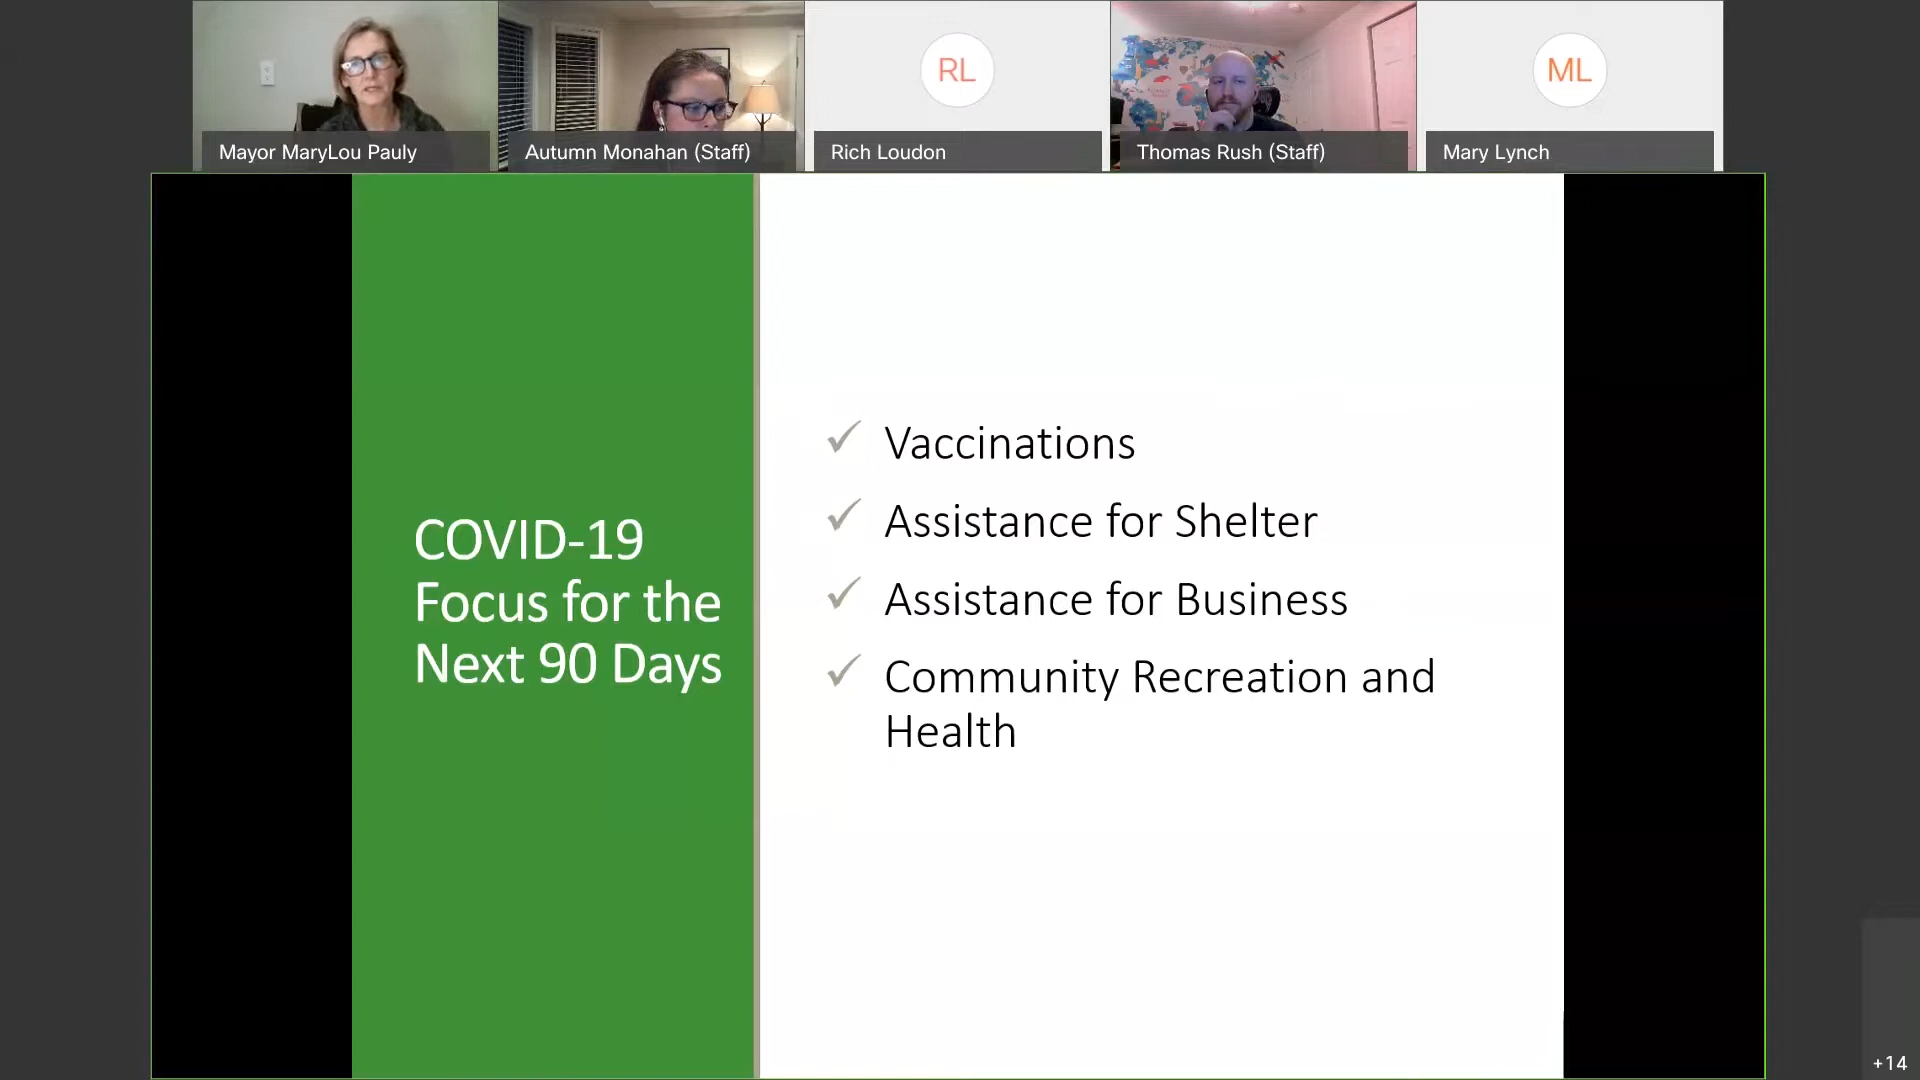 Mayor MaryLou Pauly
Autumn Monahan (Staff)
RL
Rich Loudon
Thomas Rush (Staff)
ML
Mary Lynch
COVID-19
Focus for the
Next 90 Days
✓ Vaccinations
✓ Assistance for Shelter
✓ Assistance for Business
✓ Community Recreation and
Health
+14